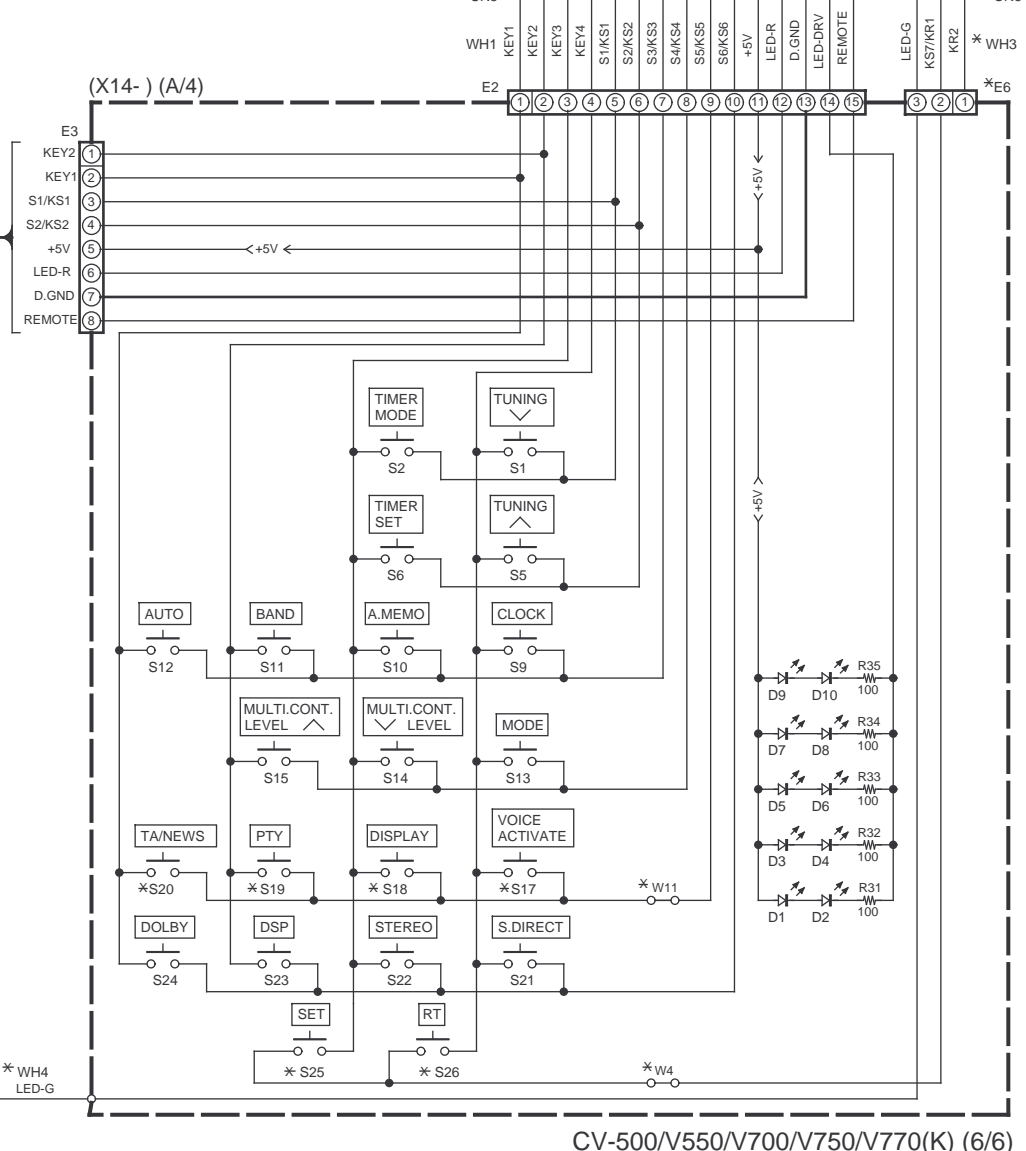 WH1
KEY1
KEY2
KEY3
KEY4
S1/KS1
S2/KS2
S3/KS3
S4/KS4
S5/KS5
S6/KS6
+5V
LED-R
D.GND
LED-DRV
REMOTE
LED-G
KS7/KR1
KR2
* WH3
(X14- ) (A/4)
E2
1 2 3 4 5 6 7 8 9 10 11 12 13 14 15
3 2 1
*E6
E3
KEY2 1
KEY1 2
S1/KS1 3
S2/KS2 4
+5V 5
LED-R 6
D.GND 7
REMOTE 8
+5V
+5V
+5V
TIMER
MODE
S2
TUNING
S1
TIMER
SET
S6
TUNING
S5
AUTO
S12
BAND
S11
A.MEMO
S10
CLOCK
S9
MULTI.CONT.
LEVEL
S15
MULTI.CONT.
LEVEL
S14
MODE
S13
TA/NEWS
*S20
PTY
*S19
DISPLAY
*S18
VOICE
ACTIVATE
*S17
* W11
DOLBY
S24
DSP
S23
STEREO
S22
S.DIRECT
S21
SET
* S25
RT
* S26
* W4
D9 D10 R35
100
D7 D8 R34
100
D5 D6 R33
100
D3 D4 R32
100
D1 D2 R31
100
* WH4
LED-G
CV-500/V550/V700/V750/V770(K) (6/6)